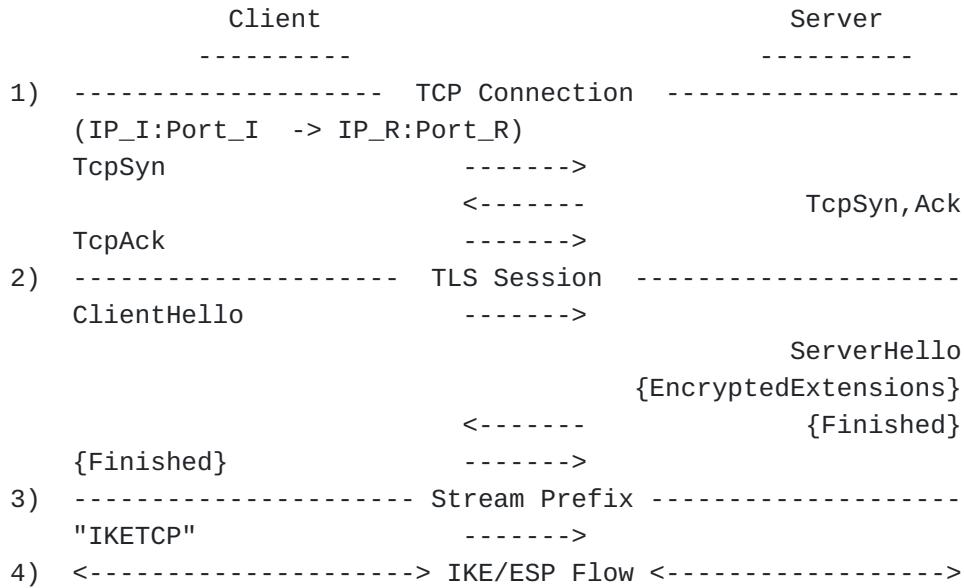 Client                              Server
----------                          ----------
1)  --------------------  TCP Connection  -------------------
(IP_I:Port_I  -> IP_R:Port_R)
TcpSyn                   ------->
<-------              TcpSyn,Ack
TcpAck                   ------->
2)  ---------------------  TLS Session  ---------------------
ClientHello              ------->
ServerHello
{EncryptedExtensions}
<-------              {Finished}
{Finished}               ------->
3)  ---------------------- Stream Prefix --------------------
"IKETCP"                 ------->
4)  <----------------------> IKE/ESP Flow <------------------>